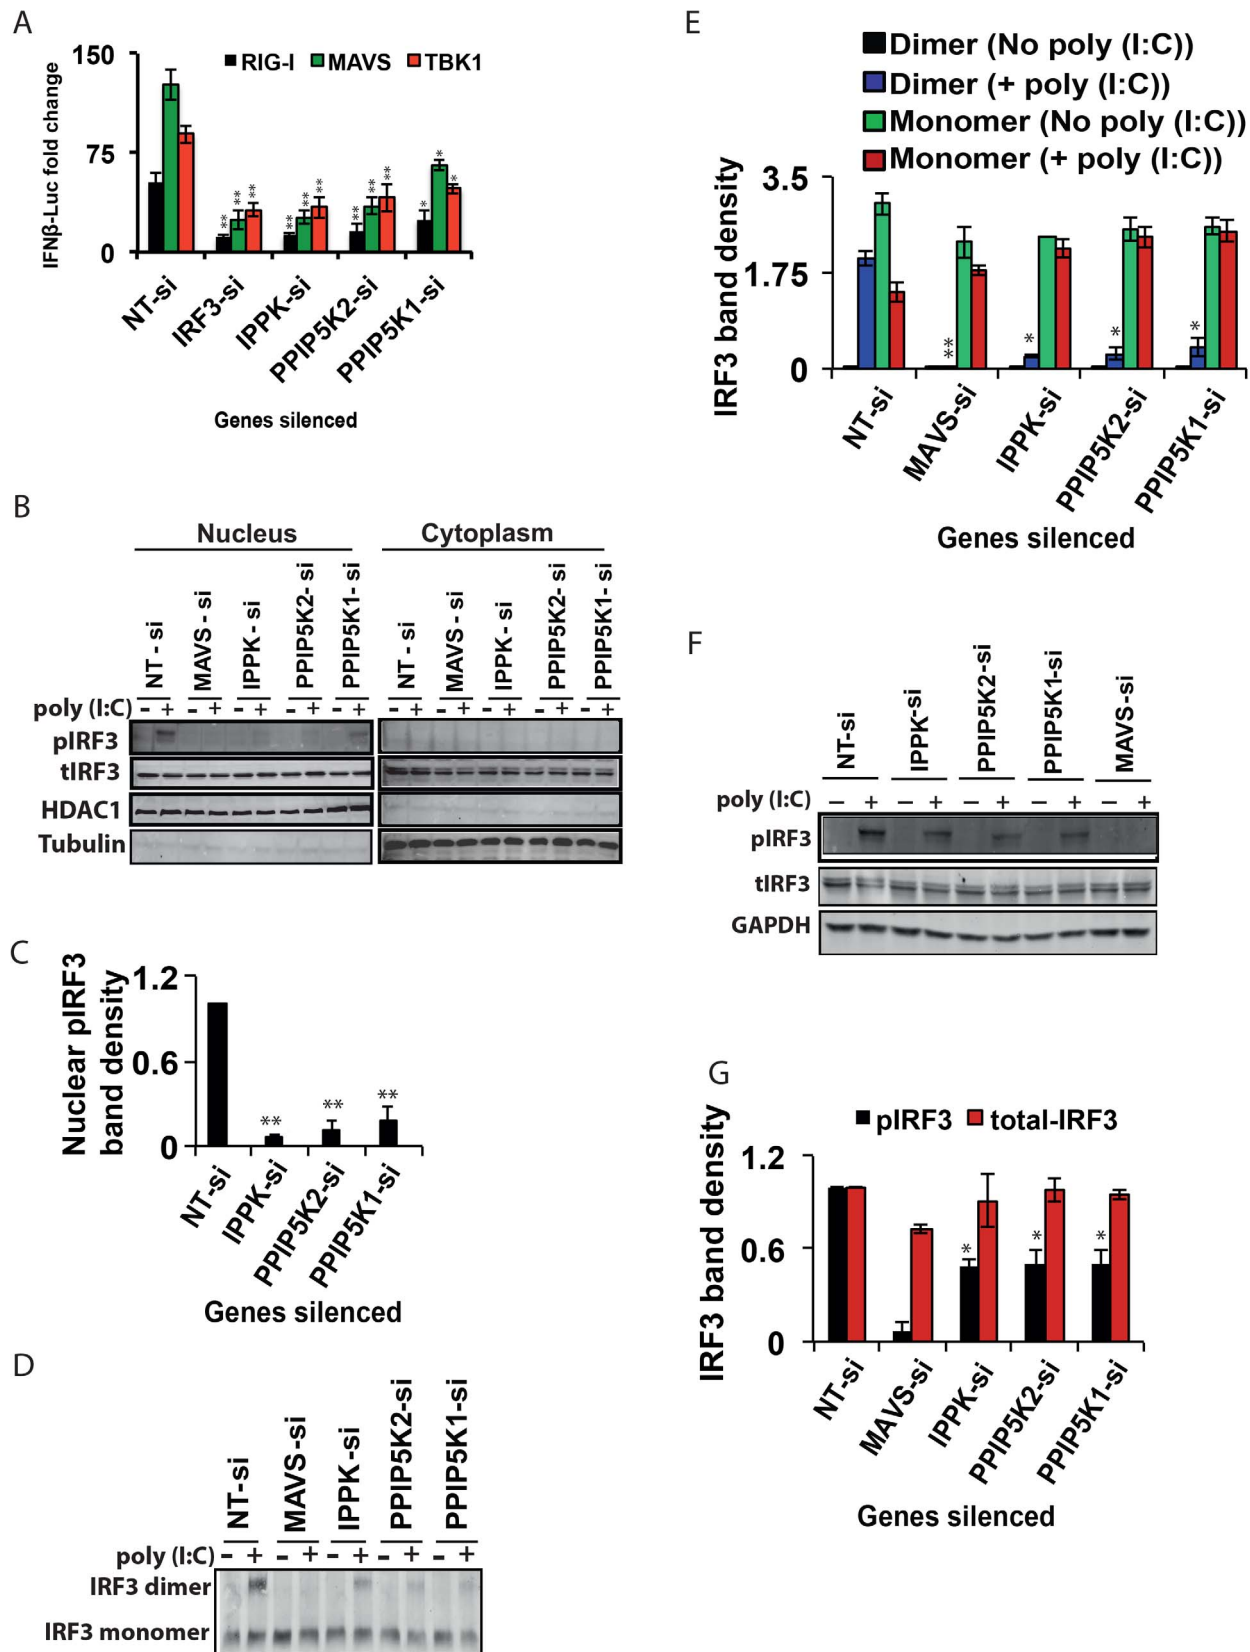 A
150
75
0
IFNβ-Luc fold change
RIG-I MAVS TBK1
** ** **
** ** **
** ** **
* * *
NT-si
IRF3-si
IPPK-si
PPIP5K2-si
PPIP5K1-si
Genes silenced
B
Nucleus Cytoplasm
NT - si MAVS - si IPPK - si PPIP5K2- si PPIP5K1- si NT - si MAVS - si IPPK - si PPIP5K2- si PPIP5K1- si
poly (I:C) - + - + - + - + - + - + - + - + - + - +
pIRF3
tIRF3
HDAC1
Tubulin
C
Nuclear pIRF3
band density
1.2
0.6
0
** ** **
NT-si
IPPK-si
PPIP5K2-si
PPIP5K1-si
Genes silenced
D
NT-si MAVS-si IPPK-si PPIP5K2-si PPIP5K1-si
poly (I:C) - + - + - + - + - +
IRF3 dimer
IRF3 monomer
E
Dimer (No poly (I:C))
Dimer (+ poly (I:C))
Monomer (No poly (I:C))
Monomer (+ poly (I:C))
IRF3 band density
3.5
1.75
0
** * * *
NT-si
MAVS-si
IPPK-si
PPIP5K2-si
PPIP5K1-si
Genes silenced
F
NT-si IPPK-si PPIP5K2-si PPIP5K1-si MAVS-si
poly (I:C) − + − + − + − + − +
pIRF3
tIRF3
GAPDH
G
pIRF3 total-IRF3
IRF3 band density
1.2
0.6
0
* * *
NT-si
MAVS-si
IPPK-si
PPIP5K2-si
PPIP5K1-si
Genes silenced